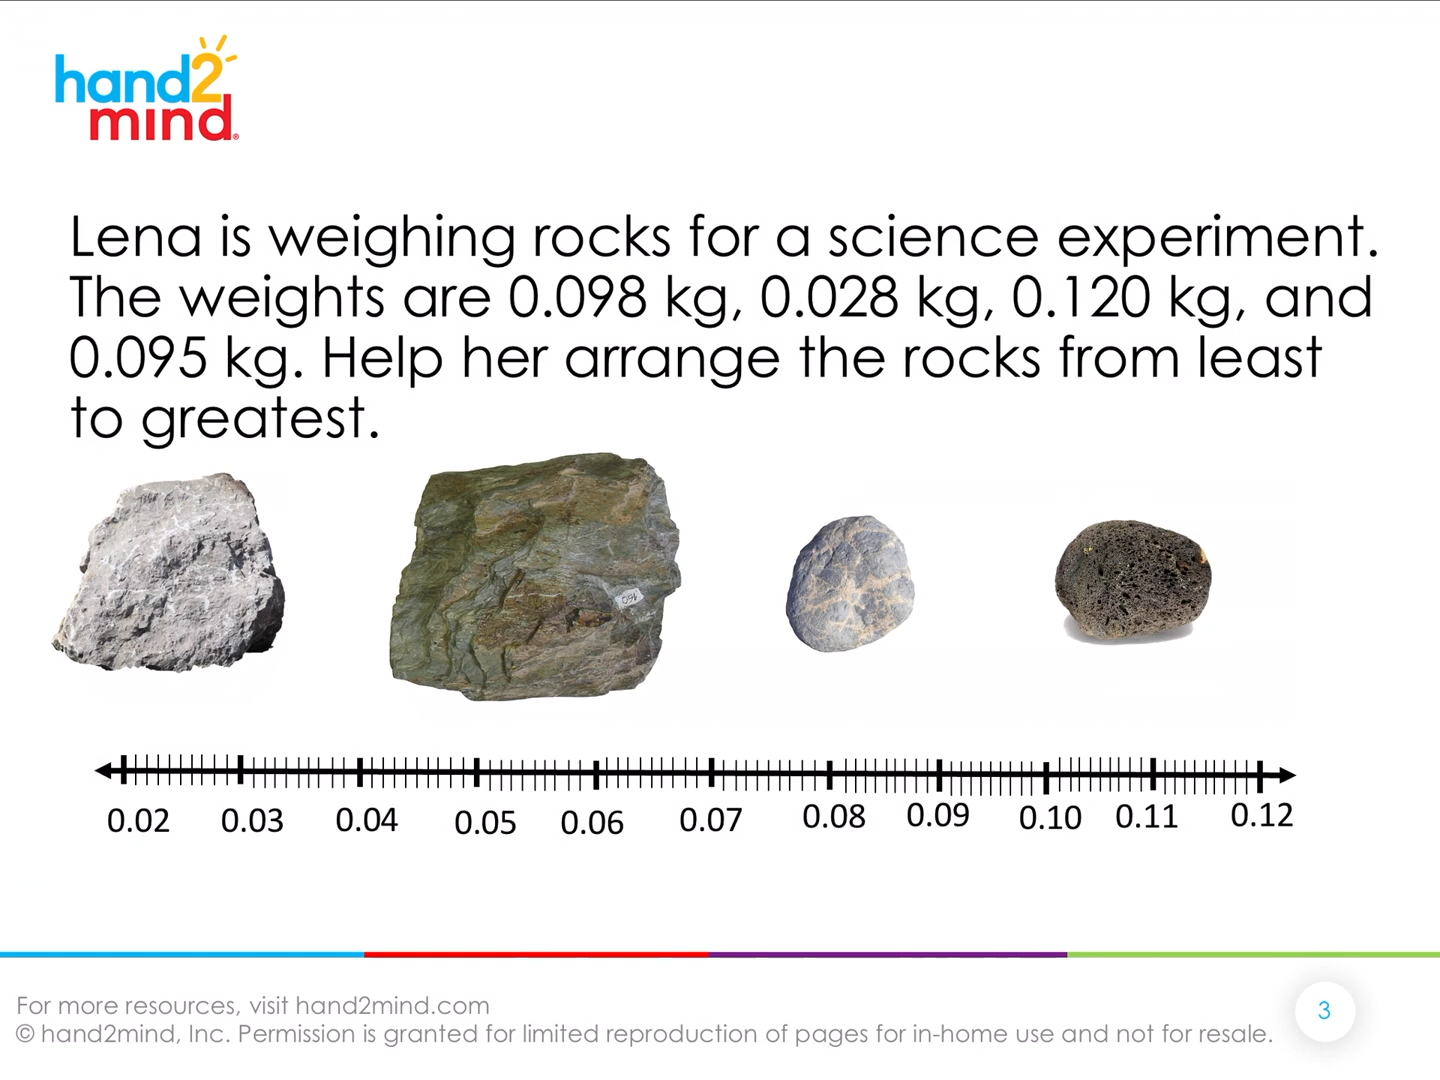 hand2
mind®
Lena is weighing rocks for a science experiment.
The weights are 0.098 kg, 0.028 kg, 0.120 kg, and
0.095 kg. Help her arrange the rocks from least
to greatest.
160
0.02 0.03 0.04 0.05 0.06 0.07 0.08 0.09 0.10 0.11 0.12
For more resources, visit hand2mind.com
© hand2mind, Inc. Permission is granted for limited reproduction of pages for in-home use and not for resale.
3